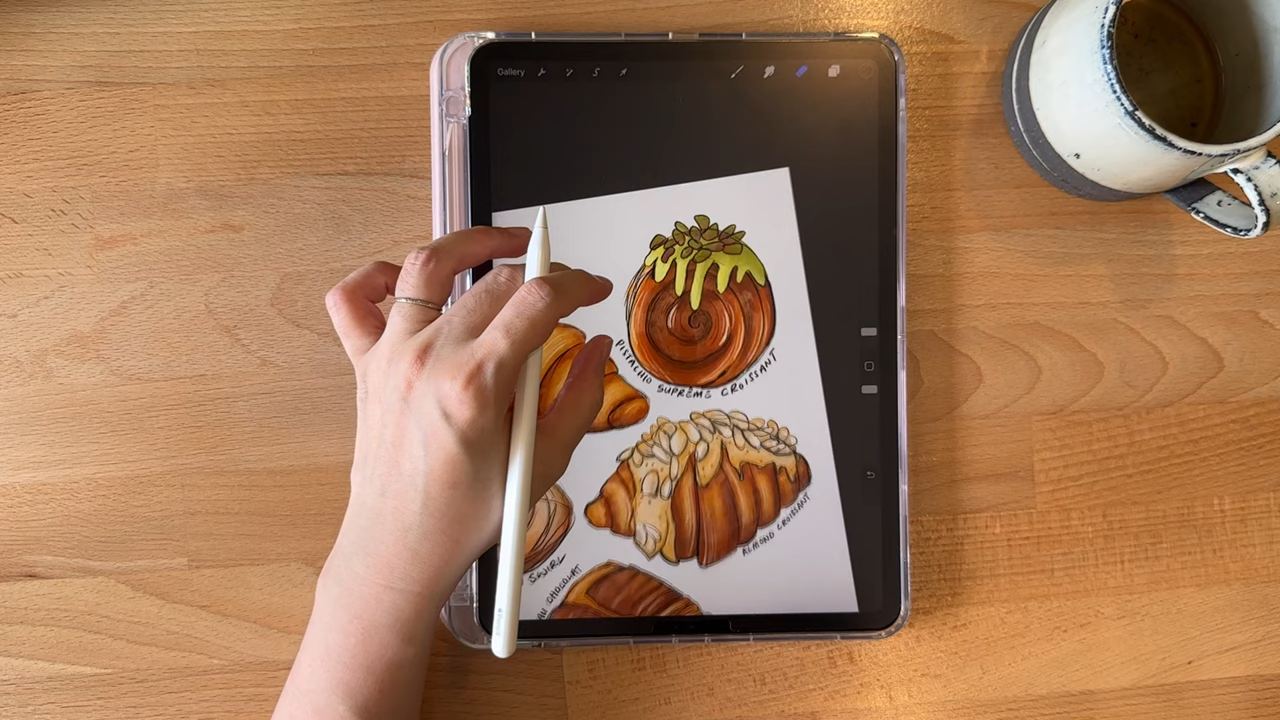 Gallery
PISTACHIO SUPRÊME CROISSANT
ALMOND CROISSANT
SWIRL
AU CHOCOLAT